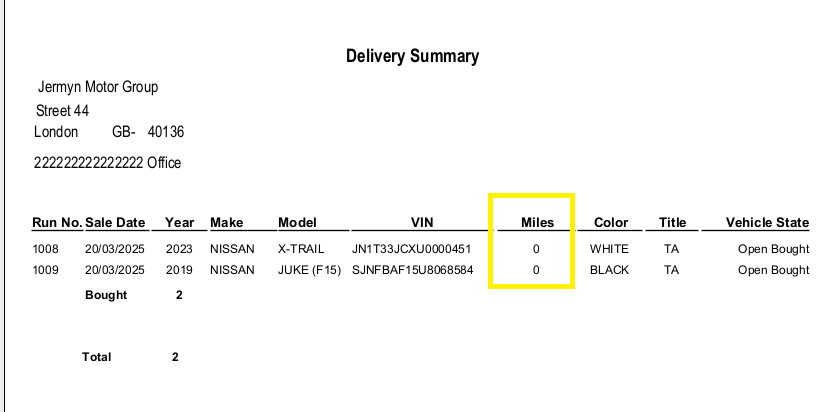 Delivery Summary
Jermyn Motor Group
Street 44
London GB- 40136
222222222222222 Office
Run No. Sale Date Year Make Model VIN Miles Color Title Vehicle State
1008 20/03/2025 2023 NISSAN X-TRAIL JN1T33JCXU0000451 0 WHITE TA Open Bought
1009 20/03/2025 2019 NISSAN JUKE (F15) SJNFBAF15U8068584 0 BLACK TA Open Bought
Bought 2
Total 2